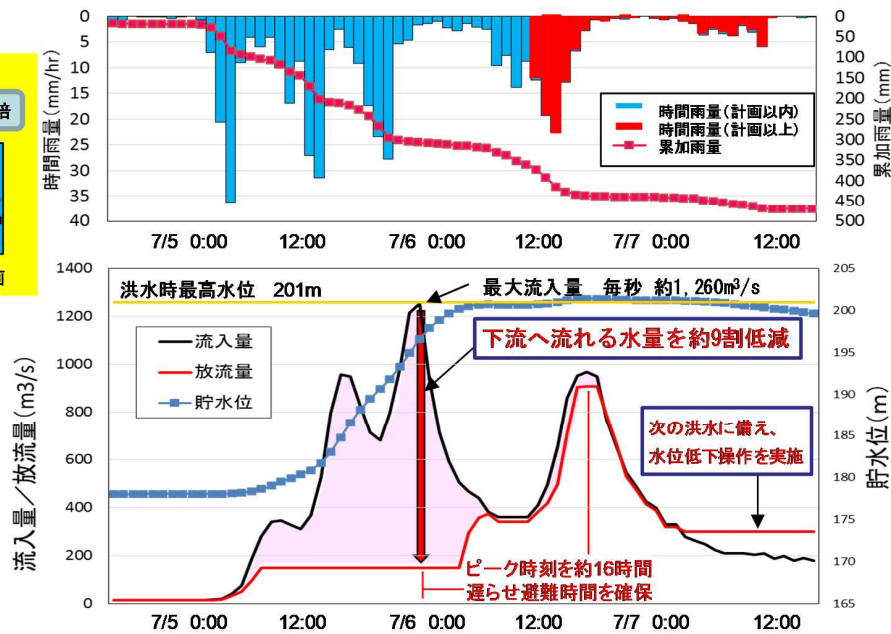 倍
画
0
5
10
15
20
25
30
35
40
時間雨量(mm/hr)
0
50
100
150
200
250
300
350
400
450
500
累加雨量(mm)
時間雨量(計画以内)
時間雨量(計画以上)
累加雨量
7/5 0:00 12:00 7/6 0:00 12:00 7/7 0:00 12:00
1400
1200
1000
800
600
400
200
0
流入量/放流量(m3/s)
205
200
195
190
185
180
175
170
165
貯水位(m)
洪水時最高水位 201m
最大流入量 毎秒 約1,260m³/s
流入量
放流量
貯水位
下流へ流れる水量を約9割低減
次の洪水に備え、
水位低下操作を実施
ピーク時刻を約16時間
遅らせ避難時間を確保
7/5 0:00 12:00 7/6 0:00 12:00 7/7 0:00 12:00